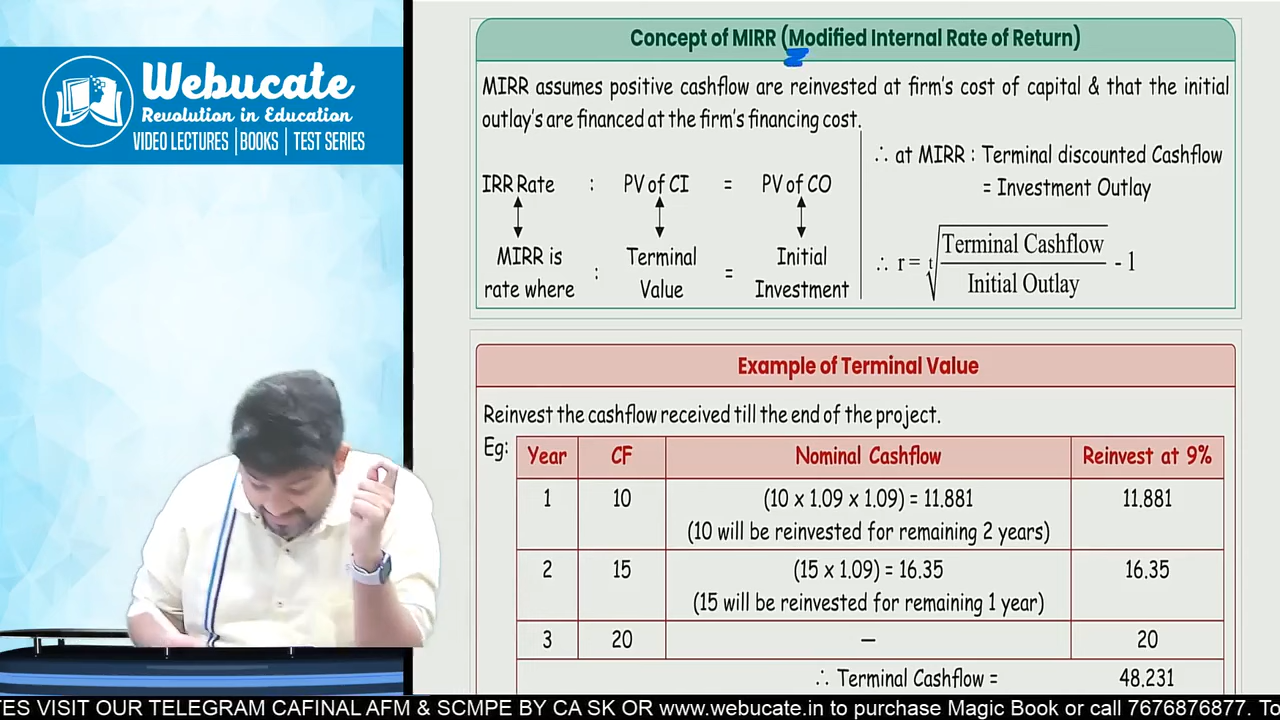 Webucate
Revolution in Education
VIDEO LECTURES | BOOKS | TEST SERIES
Concept of MIRR (Modified Internal Rate of Return)
MIRR assumes positive cashflow are reinvested at firm's cost of capital & that the initial
outlay's are financed at the firm's financing cost.
IRR Rate : PV of CI = PV of CO
MIRR is : Terminal = Initial
rate where Value Investment
∴ at MIRR : Terminal discounted Cashflow
= Investment Outlay
∴ r = t√(Terminal Cashflow / Initial Outlay) - 1
Example of Terminal Value
Reinvest the cashflow received till the end of the project.
Eg:
Year CF Nominal Cashflow Reinvest at 9%
1 10 (10 x 1.09 x 1.09) = 11.881 11.881
(10 will be reinvested for remaining 2 years)
2 15 (15 x 1.09) = 16.35 16.35
(15 will be reinvested for remaining 1 year)
3 20 — 20
∴ Terminal Cashflow = 48.231
TES VISIT OUR TELEGRAM CAFINAL AFM & SCMPE BY CA SK OR www.webucate.in to purchase Magic Book or call 7676876877. To